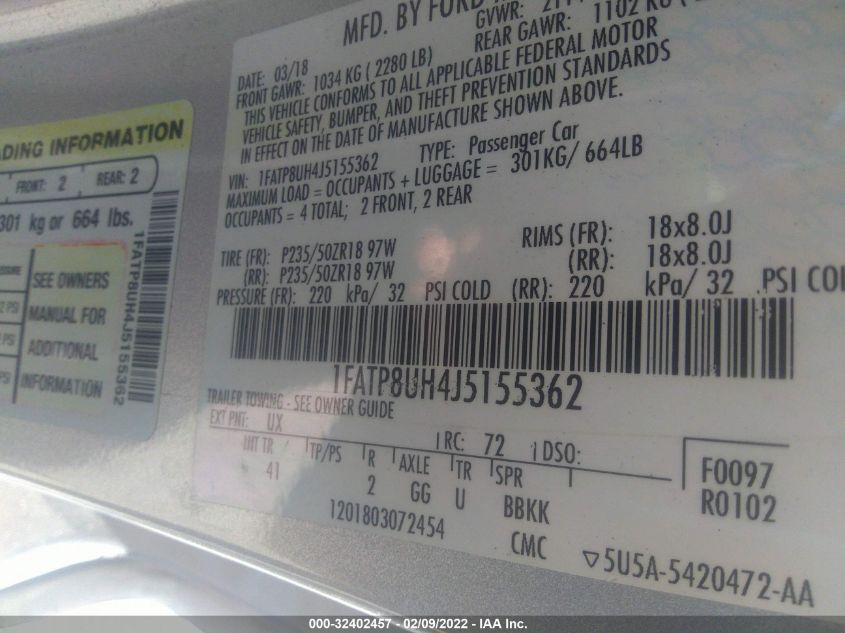 MFD. BY FORD
GVWR:
DATE: 03/18
FRONT GAWR: 1034 KG ( 2280 LB)
REAR GAWR: 1102 KG (
THIS VEHICLE CONFORMS TO ALL APPLICABLE FEDERAL MOTOR
VEHICLE SAFETY, BUMPER, AND THEFT PREVENTION STANDARDS
IN EFFECT ON THE DATE OF MANUFACTURE SHOWN ABOVE.
VIN: 1FATP8UH4J5155362 TYPE: Passenger Car
MAXIMUM LOAD = OCCUPANTS + LUGGAGE = 301KG/ 664LB
OCCUPANTS = 4 TOTAL; 2 FRONT, 2 REAR
TIRE (FR): P235/50ZR18 97W RIMS (FR): 18x8.0J
(RR): P235/50ZR18 97W (RR): 18x8.0J
PRESSURE (FR): 220 kPa/ 32 PSI COLD (RR): 220 kPa/ 32 PSI COL
1FATP8UH4J5155362
TRAILER TOWING - SEE OWNER GUIDE
EXT PNT: UX RC: 72 DSO:
INT TR TP/PS R AXLE TR SPR
41 2 GG U BBKK
1201803072454 CMC
F0097
R0102
▽5U5A-5420472-AA
ADING INFORMATION
FRONT: 2 REAR: 2
301 kg or 664 lbs.
SEE OWNERS
MANUAL FOR
ADDITIONAL
INFORMATION
PSI
PSI
PSI
1FATP8UH4J5155362
000-32402457 - 02/09/2022 - IAA Inc.